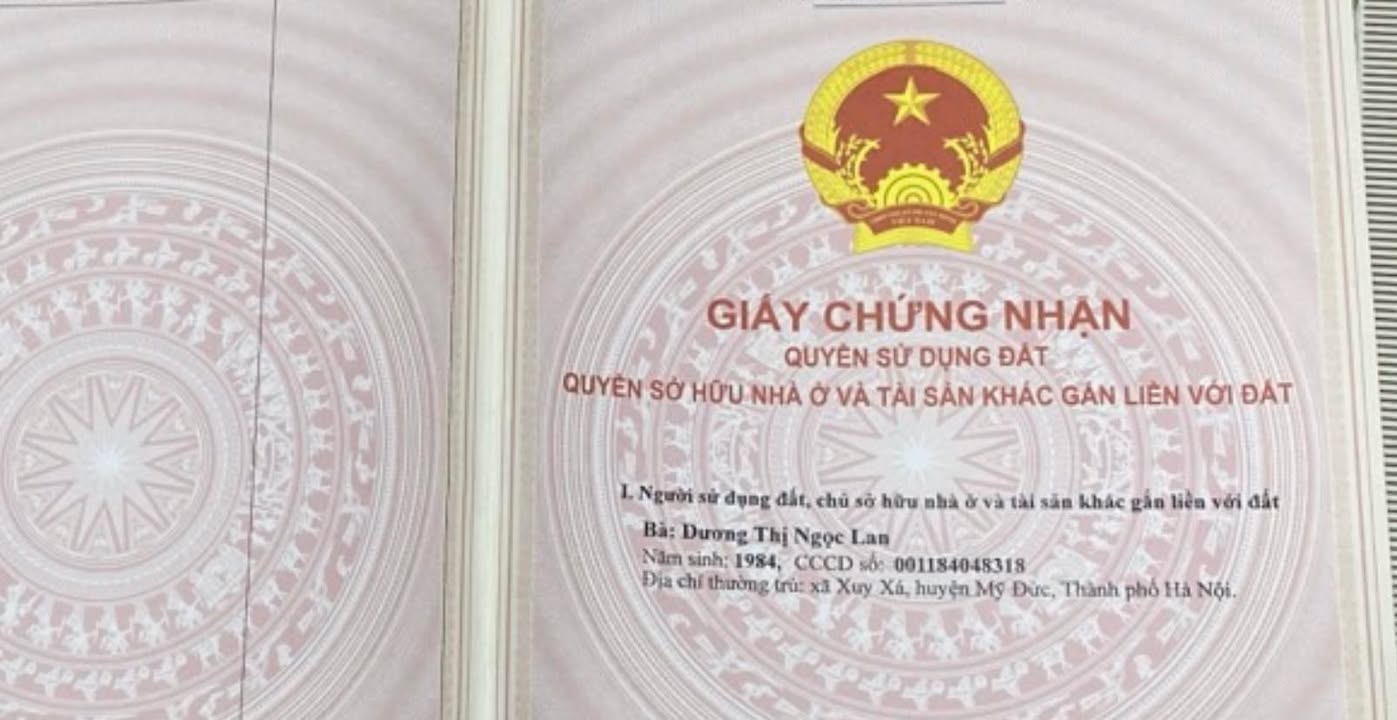 GIẤY CHỨNG NHẬN
QUYỀN SỬ DỤNG ĐẤT
QUYỀN SỞ HỮU NHÀ Ở VÀ TÀI SẢN KHÁC GẮN LIỀN VỚI ĐẤT
I. Người sử dụng đất, chủ sở hữu nhà ở và tài sản khác gắn liền với đất
Bà: Dương Thị Ngọc Lan
Năm sinh: 1984, CCCD số: 001184048318
Địa chỉ thường trú: xã Xuy Xá, huyện Mỹ Đức, Thành phố Hà Nội.